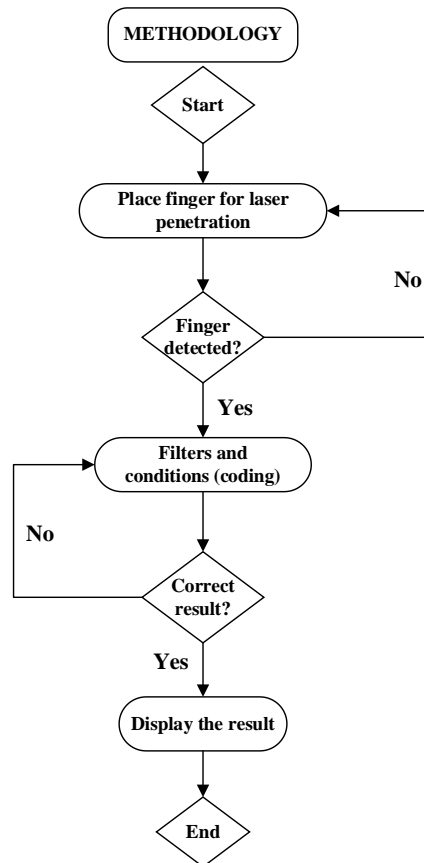 METHODOLOGY
Start
Place finger for laser
penetration
No
Finger
detected?
Yes
Filters and
conditions (coding)
No
Correct
result?
Yes
Display the result
End